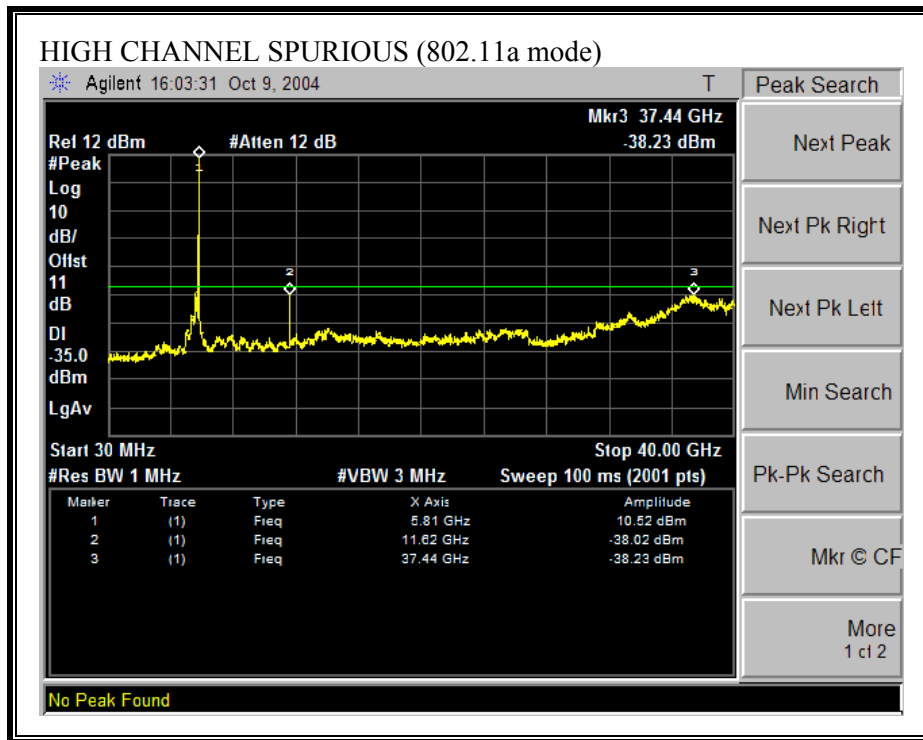 HIGH CHANNEL SPURIOUS (802.11a mode)
Agilent 16:03:31 Oct 9, 2004 T
Peak Search
Mkr3 37.44 GHz
Ref 12 dBm #Atten 12 dB -38.23 dBm
#Peak
Log
10
dB/
Offst
11
dB
DI
-35.0
dBm
LgAv
1
2
3
Start 30 MHz Stop 40.00 GHz
#Res BW 1 MHz #VBW 3 MHz Sweep 100 ms (2001 pts)
Marker Trace Type X Axis Amplitude
1 (1) Freq 5.81 GHz 10.52 dBm
2 (1) Freq 11.62 GHz -38.02 dBm
3 (1) Freq 37.44 GHz -38.23 dBm
Next Peak
Next Pk Right
Next Pk Left
Min Search
Pk-Pk Search
Mkr © CF
More
1 of 2
No Peak Found